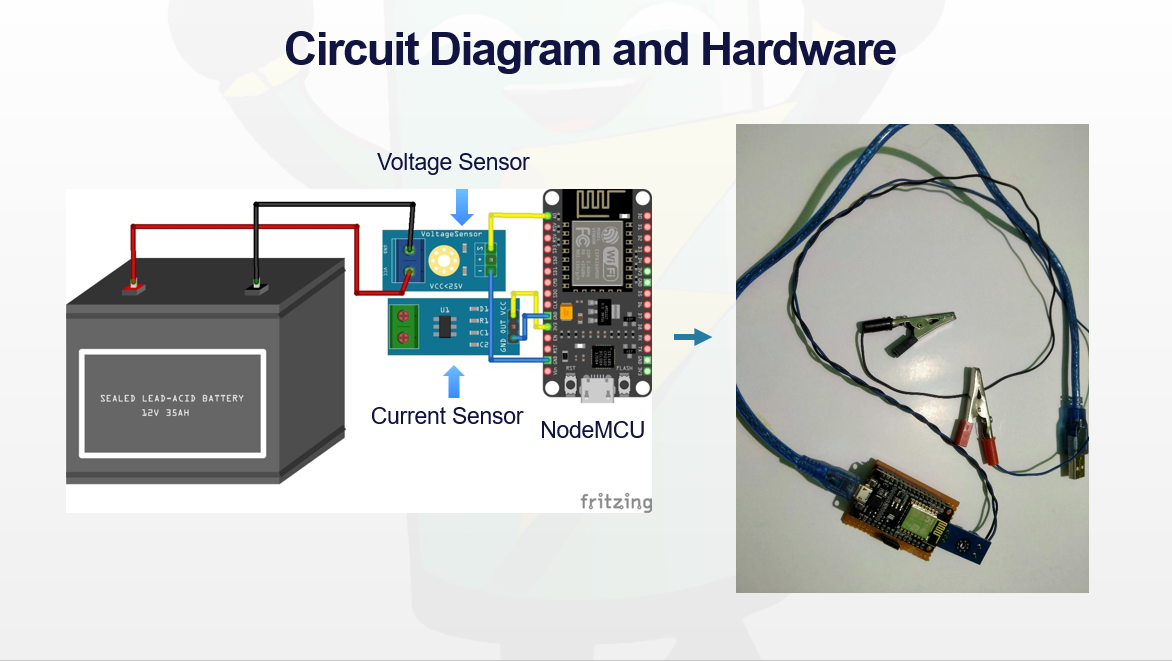 Circuit Diagram and Hardware
Voltage Sensor
VoltageSensor
VCC<25V
U1
D1
R1
C1
C2
GND OUT VCC
WiFi
RST
FLASH
SEALED LEAD-ACID BATTERY
12V 35AH
Current Sensor
NodeMCU
fritzing